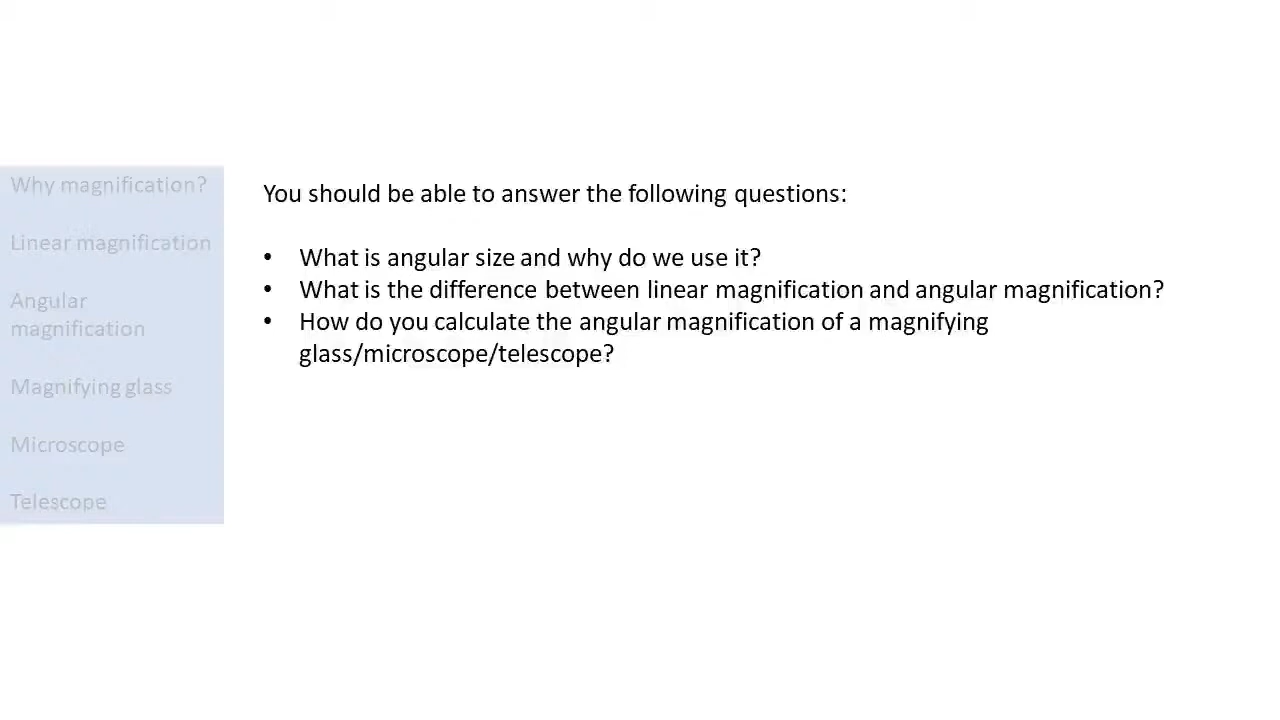 Why magnification?
Linear magnification
Angular
magnification
Magnifying glass
Microscope
Telescope
You should be able to answer the following questions:
• What is angular size and why do we use it?
• What is the difference between linear magnification and angular magnification?
• How do you calculate the angular magnification of a magnifying
glass/microscope/telescope?